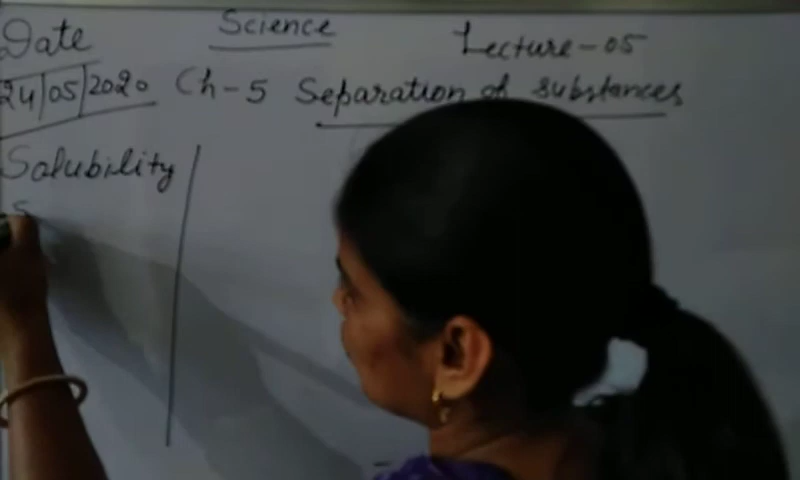 Date Science Lecture-05
24/05/2020 Ch-5 Separation of substances
Solubility
S